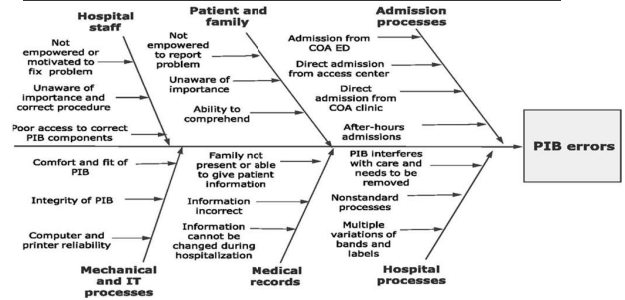 Hospital
staff
Patient and
family
Admission
processes
Not
empowered or
motivated to
fix problem
Unaware of
importance and
correct procedure
Poor access to correct
PIB components
Not
empowered
to report
problem
Unaware of
importance
Ability to
comprehend
Admission from
COA ED
Direct admission
from access center
Direct
admission from
COA clinic
After-hours
admissions
PIB errors
Comfort and fit of
PIB
Integrity of PIB
Computer and
printer reliability
Mechanical
and IT
processes
Family nct
present or able
to give patient
information
Information
incorrect
Information
cannot be
changed during
hospitalization
Nedical
records
PIB interferes
with care and
needs to be
removed
Nonstandard
processes
Multiple
variations of
bands and
labels
Hospital
processes